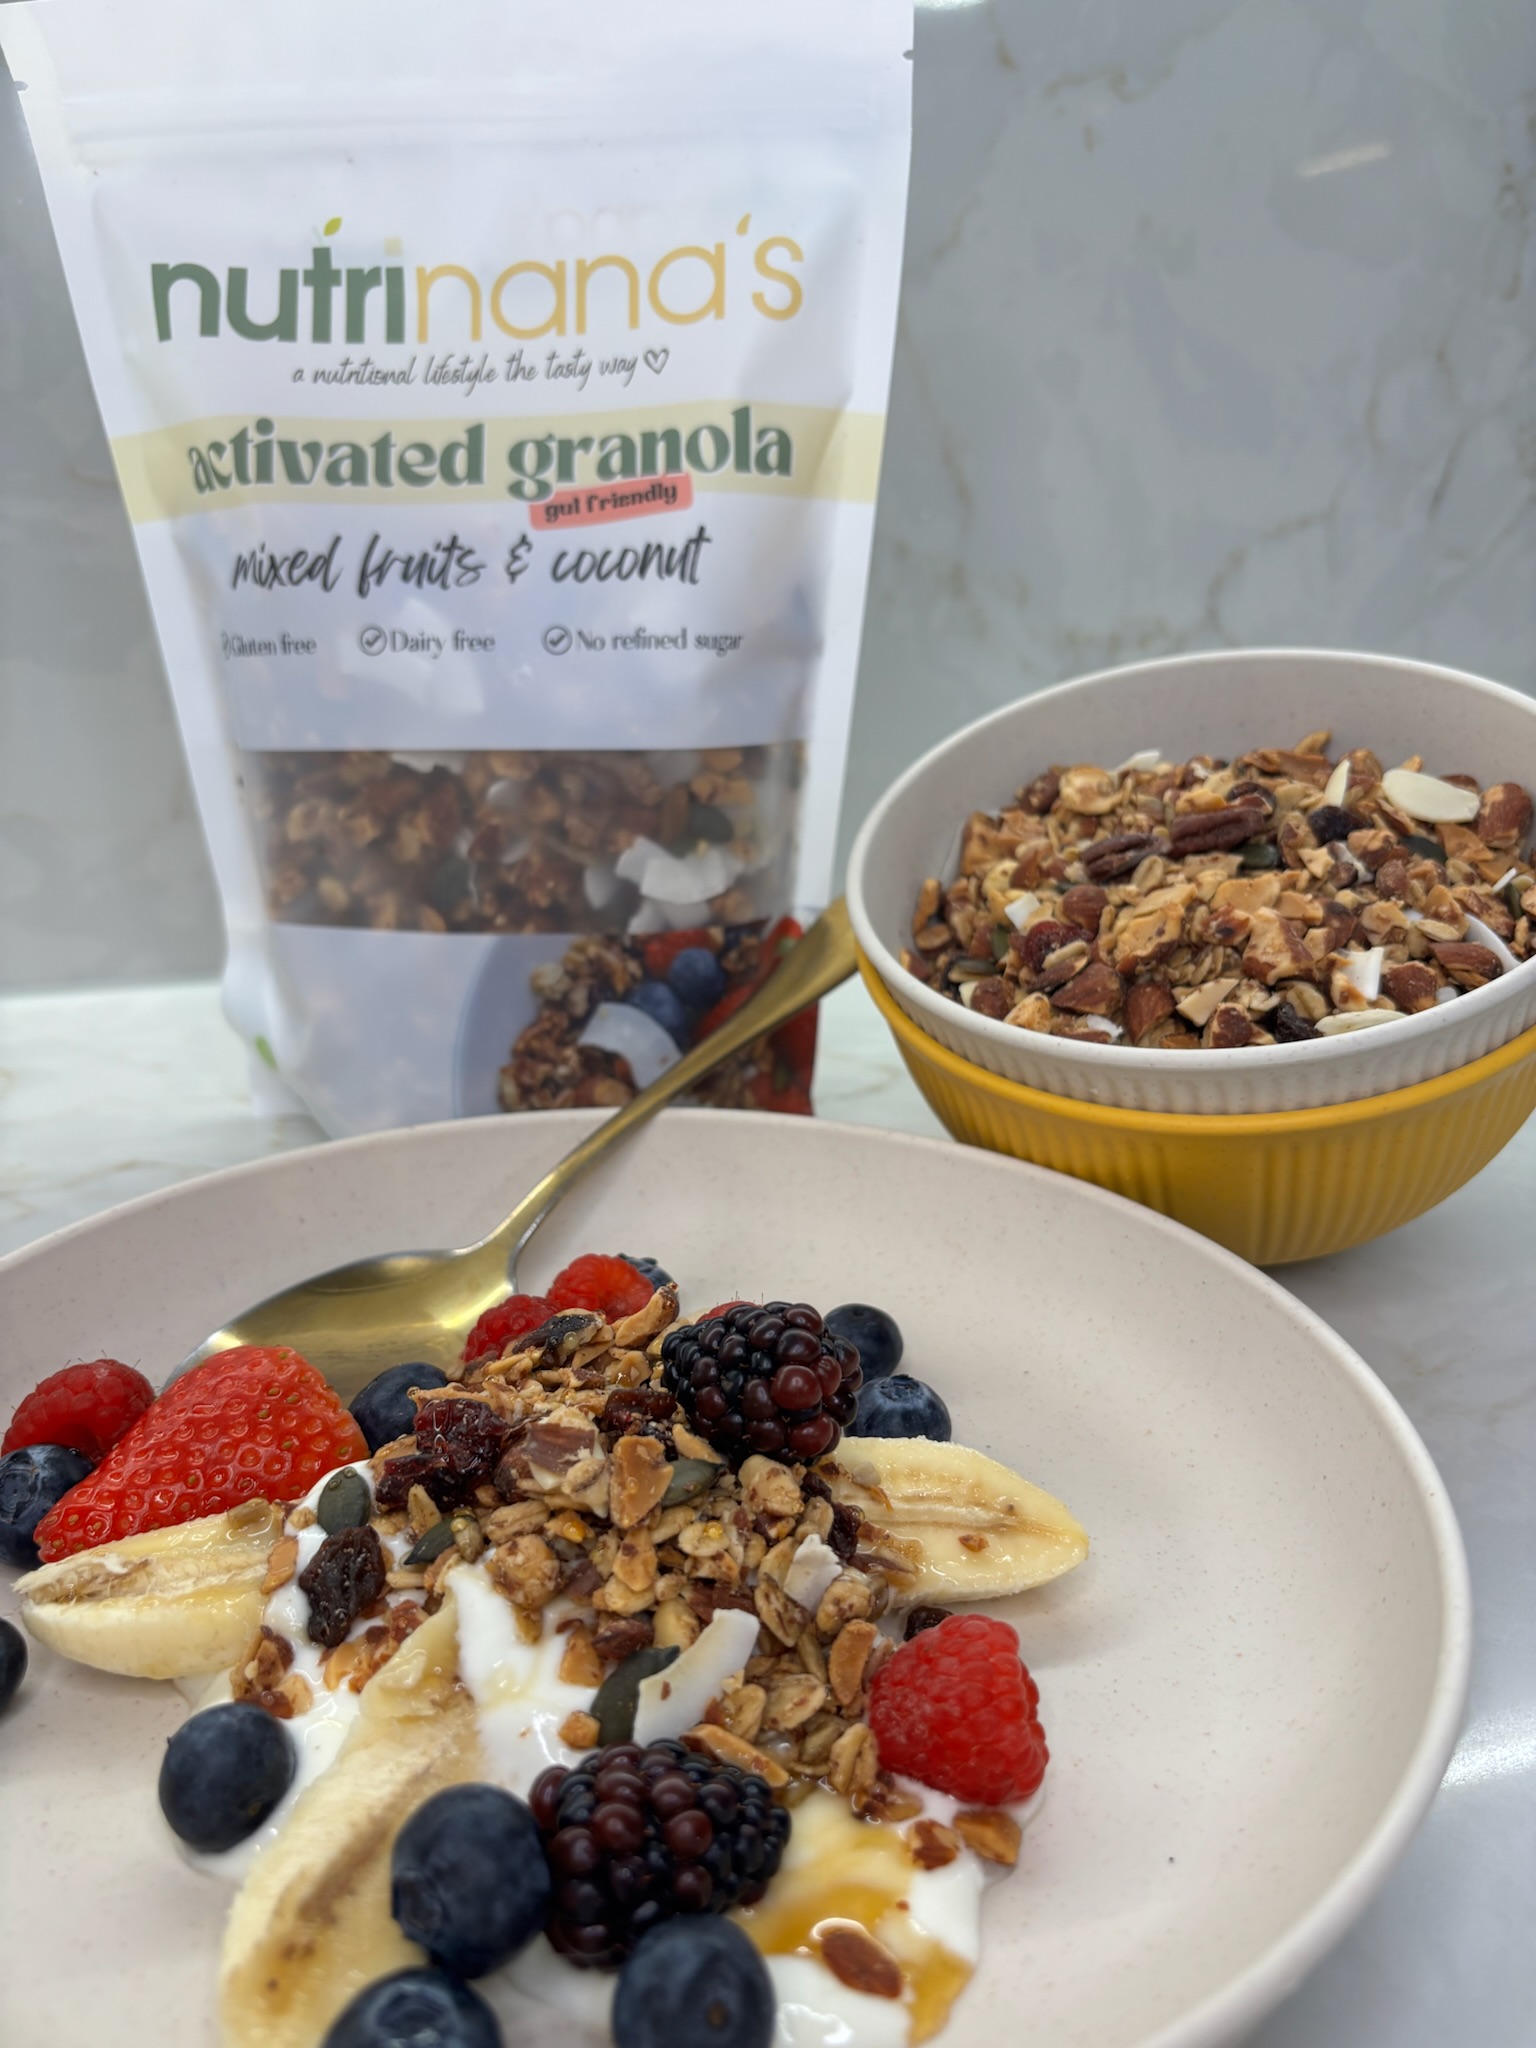 nutrinana's
a nutritional lifestyle the tasty way
activated granola
gut friendly
mixed fruits & coconut
Gluten free Dairy free No refined sugar